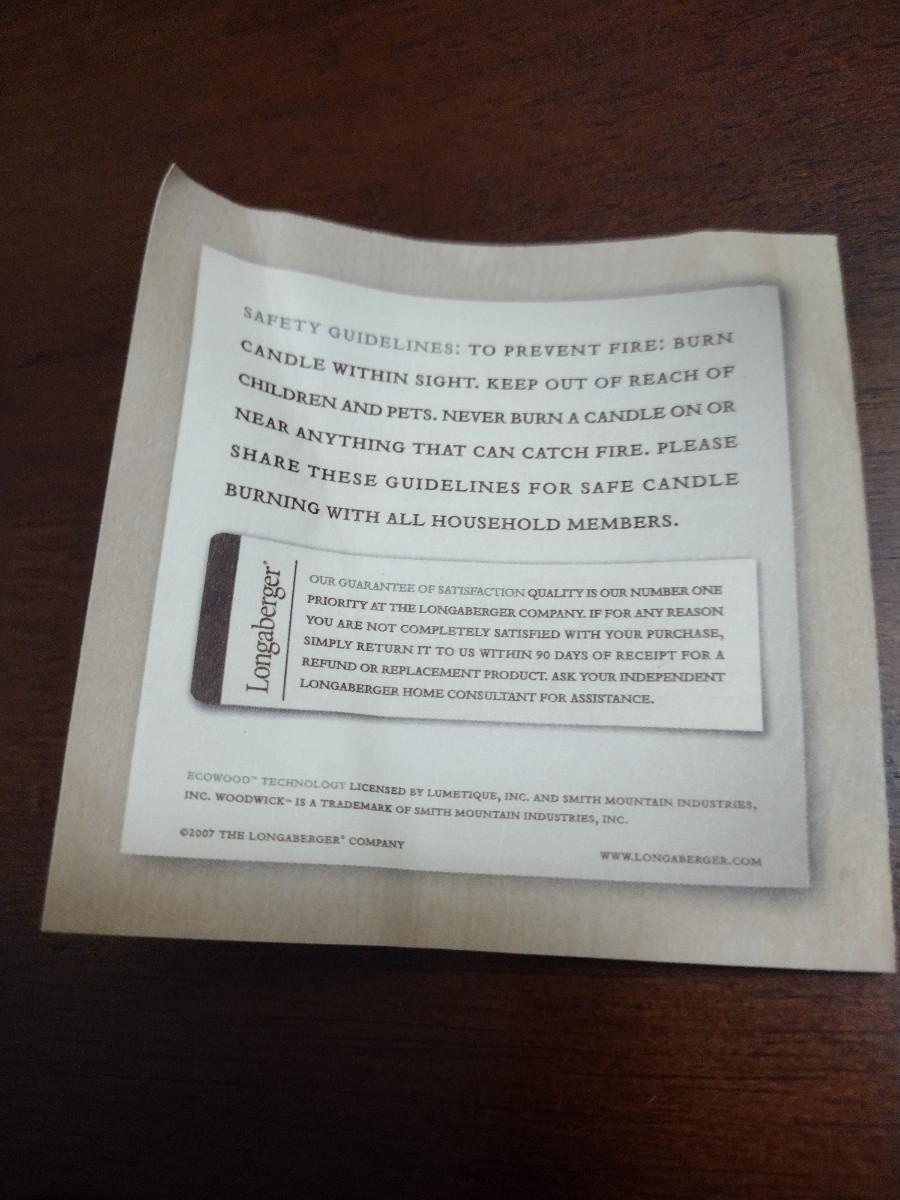 SAFETY GUIDELINES: TO PREVENT FIRE: BURN
CANDLE WITHIN SIGHT. KEEP OUT OF REACH OF
CHILDREN AND PETS. NEVER BURN A CANDLE ON OR
NEAR ANYTHING THAT CAN CATCH FIRE. PLEASE
SHARE THESE GUIDELINES FOR SAFE CANDLE
BURNING WITH ALL HOUSEHOLD MEMBERS.
Longaberger®
OUR GUARANTEE OF SATISFACTION QUALITY IS OUR NUMBER ONE
PRIORITY AT THE LONGABERGER COMPANY. IF FOR ANY REASON
YOU ARE NOT COMPLETELY SATISFIED WITH YOUR PURCHASE,
SIMPLY RETURN IT TO US WITHIN 90 DAYS OF RECEIPT FOR A
REFUND OR REPLACEMENT PRODUCT. ASK YOUR INDEPENDENT
LONGABERGER HOME CONSULTANT FOR ASSISTANCE.
ECOWOOD™ TECHNOLOGY LICENSED BY LUMETIQUE, INC. AND SMITH MOUNTAIN INDUSTRIES,
INC. WOODWICK™ IS A TRADEMARK OF SMITH MOUNTAIN INDUSTRIES, INC.
©2007 THE LONGABERGER® COMPANY
WWW.LONGABERGER.COM